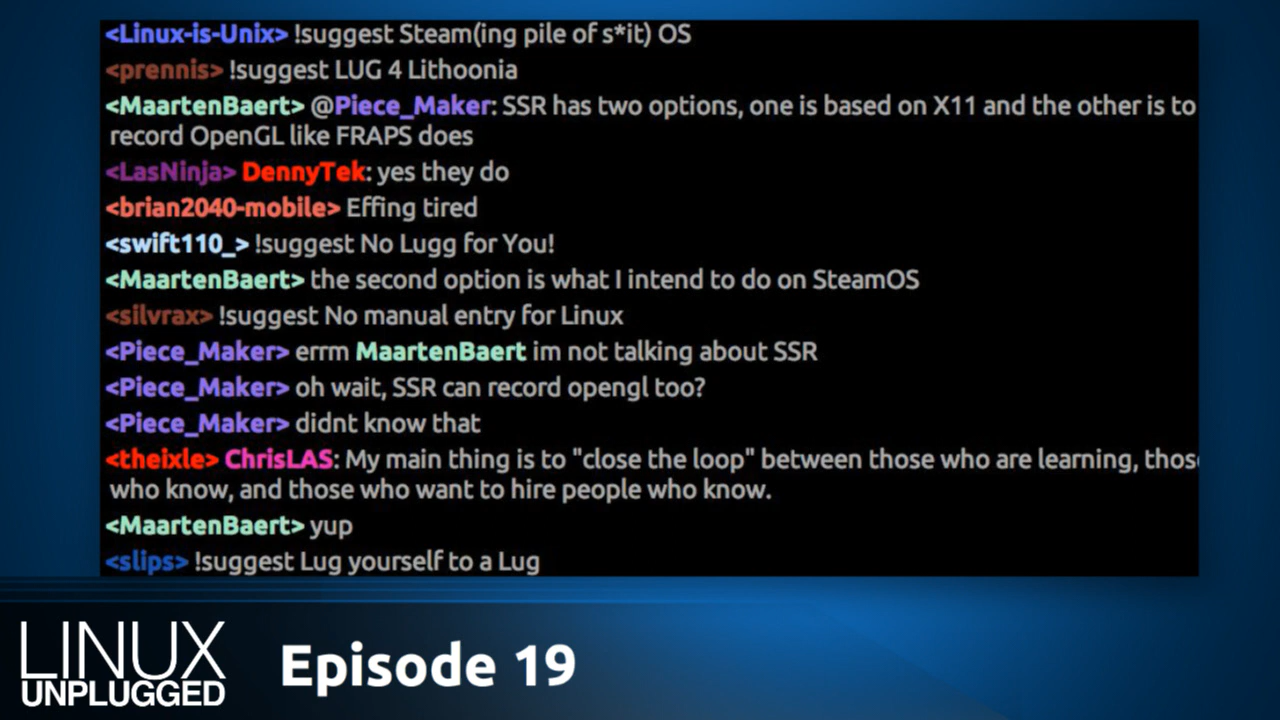 <Linux-is-Unix> !suggest Steam(ing pile of s*it) OS
<prennis> !suggest LUG 4 Lithoonia
<MaartenBaert> @Piece_Maker: SSR has two options, one is based on X11 and the other is to
record OpenGL like FRAPS does
<LasNinja> DennyTek: yes they do
<brian2040-mobile> Effing tired
<swift110_> !suggest No Lugg for You!
<MaartenBaert> the second option is what I intend to do on SteamOS
<silvrax> !suggest No manual entry for Linux
<Piece_Maker> errm MaartenBaert im not talking about SSR
<Piece_Maker> oh wait, SSR can record opengl too?
<Piece_Maker> didnt know that
<theixle> ChrisLAS: My main thing is to "close the loop" between those who are learning, thos
who know, and those who want to hire people who know.
<MaartenBaert> yup
<slips> !suggest Lug yourself to a Lug
LINUX
UNPLUGGED
Episode 19